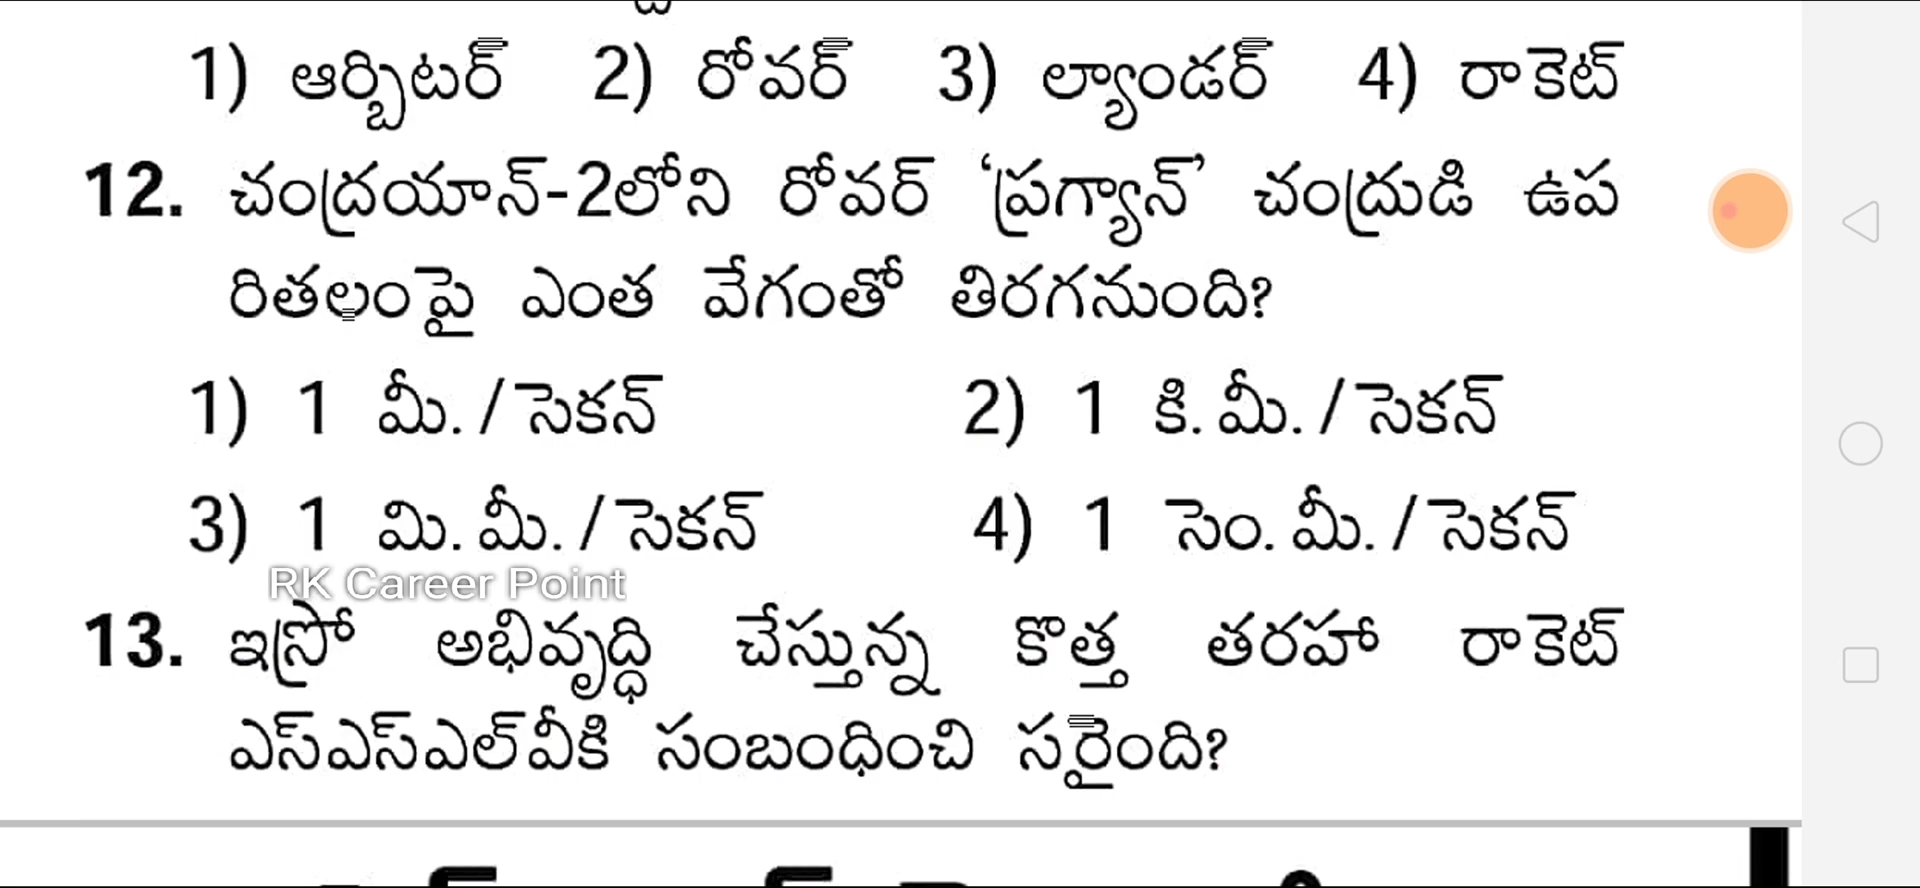 1) ఆర్బిటర్ 2) రోవర్ 3) ల్యాండర్ 4) రాకెట్
12. చంద్రయాన్-2లోని రోవర్ ‘ప్రగ్యాన్’ చంద్రుడి ఉప
రితలంపై ఎంత వేగంతో తిరగనుంది?
1) 1 మీ./సెకన్ 2) 1 కి.మీ./సెకన్
3) 1 మి.మీ./సెకన్ 4) 1 సెం.మీ./సెకన్
RK Career Point
13. ఇస్రో అభివృద్ధి చేస్తున్న కొత్త తరహా రాకెట్
ఎస్ఎస్ఎల్‌వీకి సంబంధించి సరైంది?